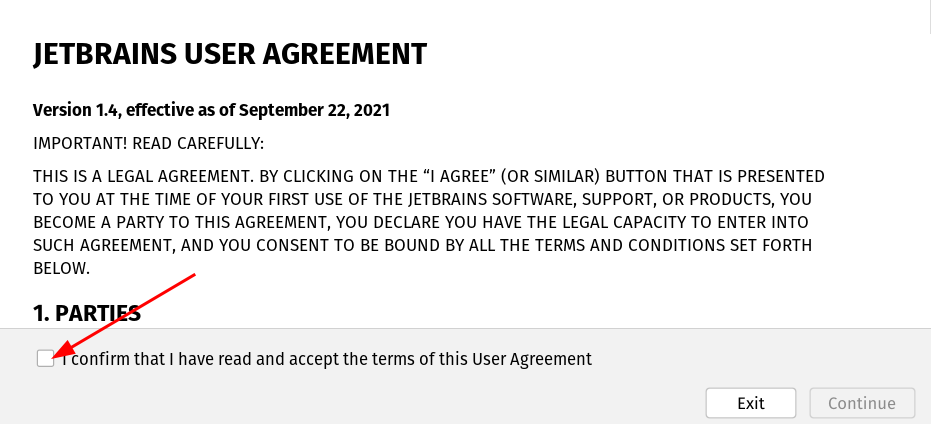 JETBRAINS USER AGREEMENT
Version 1.4, effective as of September 22, 2021
IMPORTANT! READ CAREFULLY:
THIS IS A LEGAL AGREEMENT. BY CLICKING ON THE “I AGREE” (OR SIMILAR) BUTTON THAT IS PRESENTED
TO YOU AT THE TIME OF YOUR FIRST USE OF THE JETBRAINS SOFTWARE, SUPPORT, OR PRODUCTS, YOU
BECOME A PARTY TO THIS AGREEMENT, YOU DECLARE YOU HAVE THE LEGAL CAPACITY TO ENTER INTO
SUCH AGREEMENT, AND YOU CONSENT TO BE BOUND BY ALL THE TERMS AND CONDITIONS SET FORTH
BELOW.
1. PARTIES
I confirm that I have read and accept the terms of this User Agreement
Exit
Continue